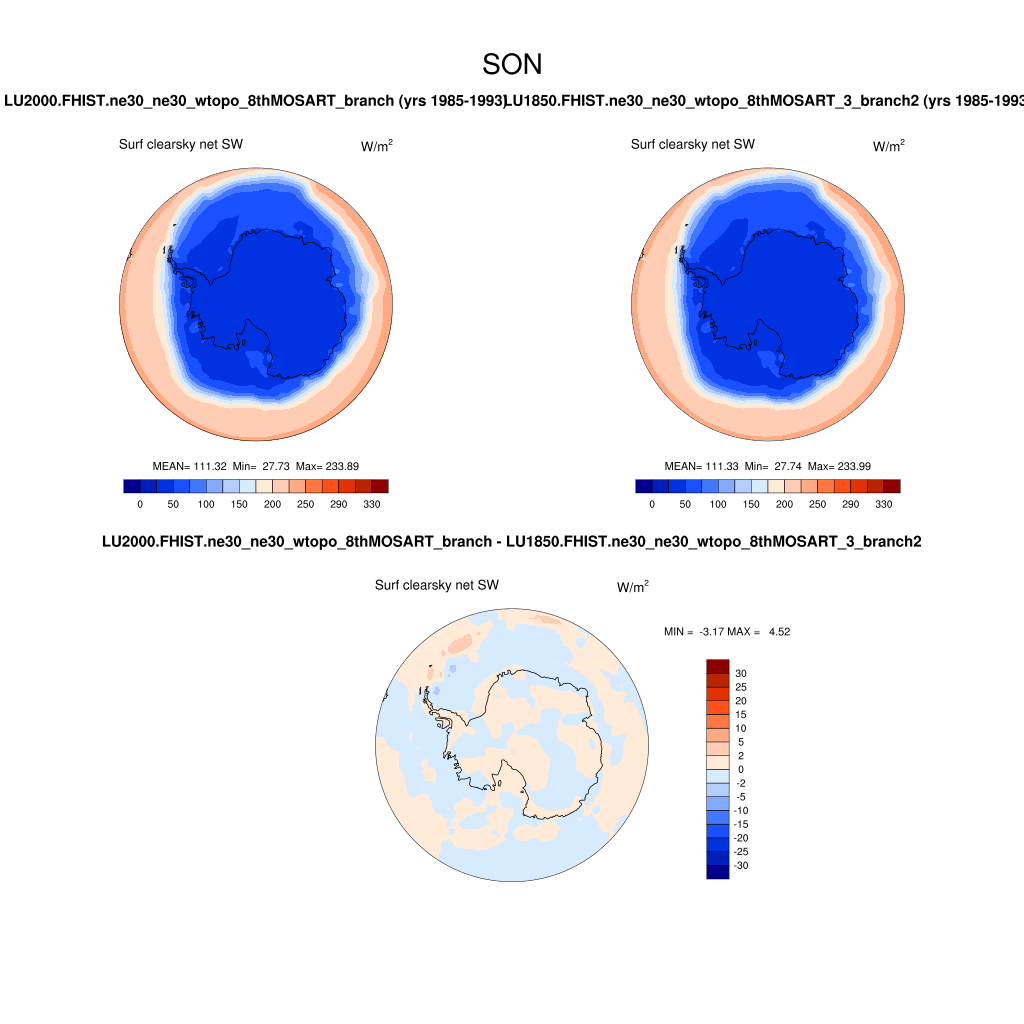 SON
LU2000.FHIST.ne30_ne30_wtopo_8thMOSART_branch (yrs 1985-1993)
LU1850.FHIST.ne30_ne30_wtopo_8thMOSART_3_branch2 (yrs 1985-1993
Surf clearsky net SW W/m2
Surf clearsky net SW W/m2
MEAN= 111.32 Min= 27.73 Max= 233.89
MEAN= 111.33 Min= 27.74 Max= 233.99
0 50 100 150 200 250 290 330
0 50 100 150 200 250 290 330
LU2000.FHIST.ne30_ne30_wtopo_8thMOSART_branch - LU1850.FHIST.ne30_ne30_wtopo_8thMOSART_3_branch2
Surf clearsky net SW W/m2
MIN = -3.17 MAX = 4.52
30
25
20
15
10
5
2
0
-2
-5
-10
-15
-20
-25
-30